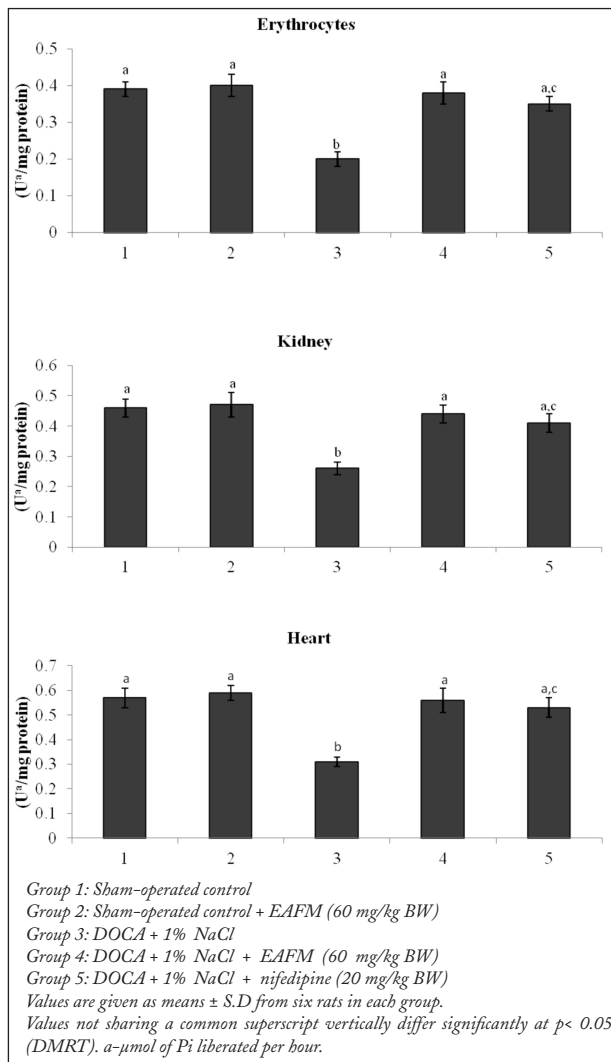 Erythrocytes
(Uᵃ/mg protein)
0.5
0.4
0.3
0.2
0.1
0
a
a
b
a
a,c
1 2 3 4 5
Kidney
(Uᵃ/mg protein)
0.6
0.5
0.4
0.3
0.2
0.1
0
a
a
b
a
a,c
1 2 3 4 5
Heart
(Uᵃ/mg protein)
0.7
0.6
0.5
0.4
0.3
0.2
0.1
0
a
a
b
a
a,c
1 2 3 4 5
Group 1: Sham-operated control
Group 2: Sham-operated control + EAFM (60 mg/kg BW)
Group 3: DOCA + 1% NaCl
Group 4: DOCA + 1% NaCl + EAFM (60 mg/kg BW)
Group 5: DOCA + 1% NaCl + nifedipine (20 mg/kg BW)
Values are given as means ± S.D from six rats in each group.
Values not sharing a common superscript vertically differ significantly at p< 0.05
(DMRT). a-µmol of Pi liberated per hour.